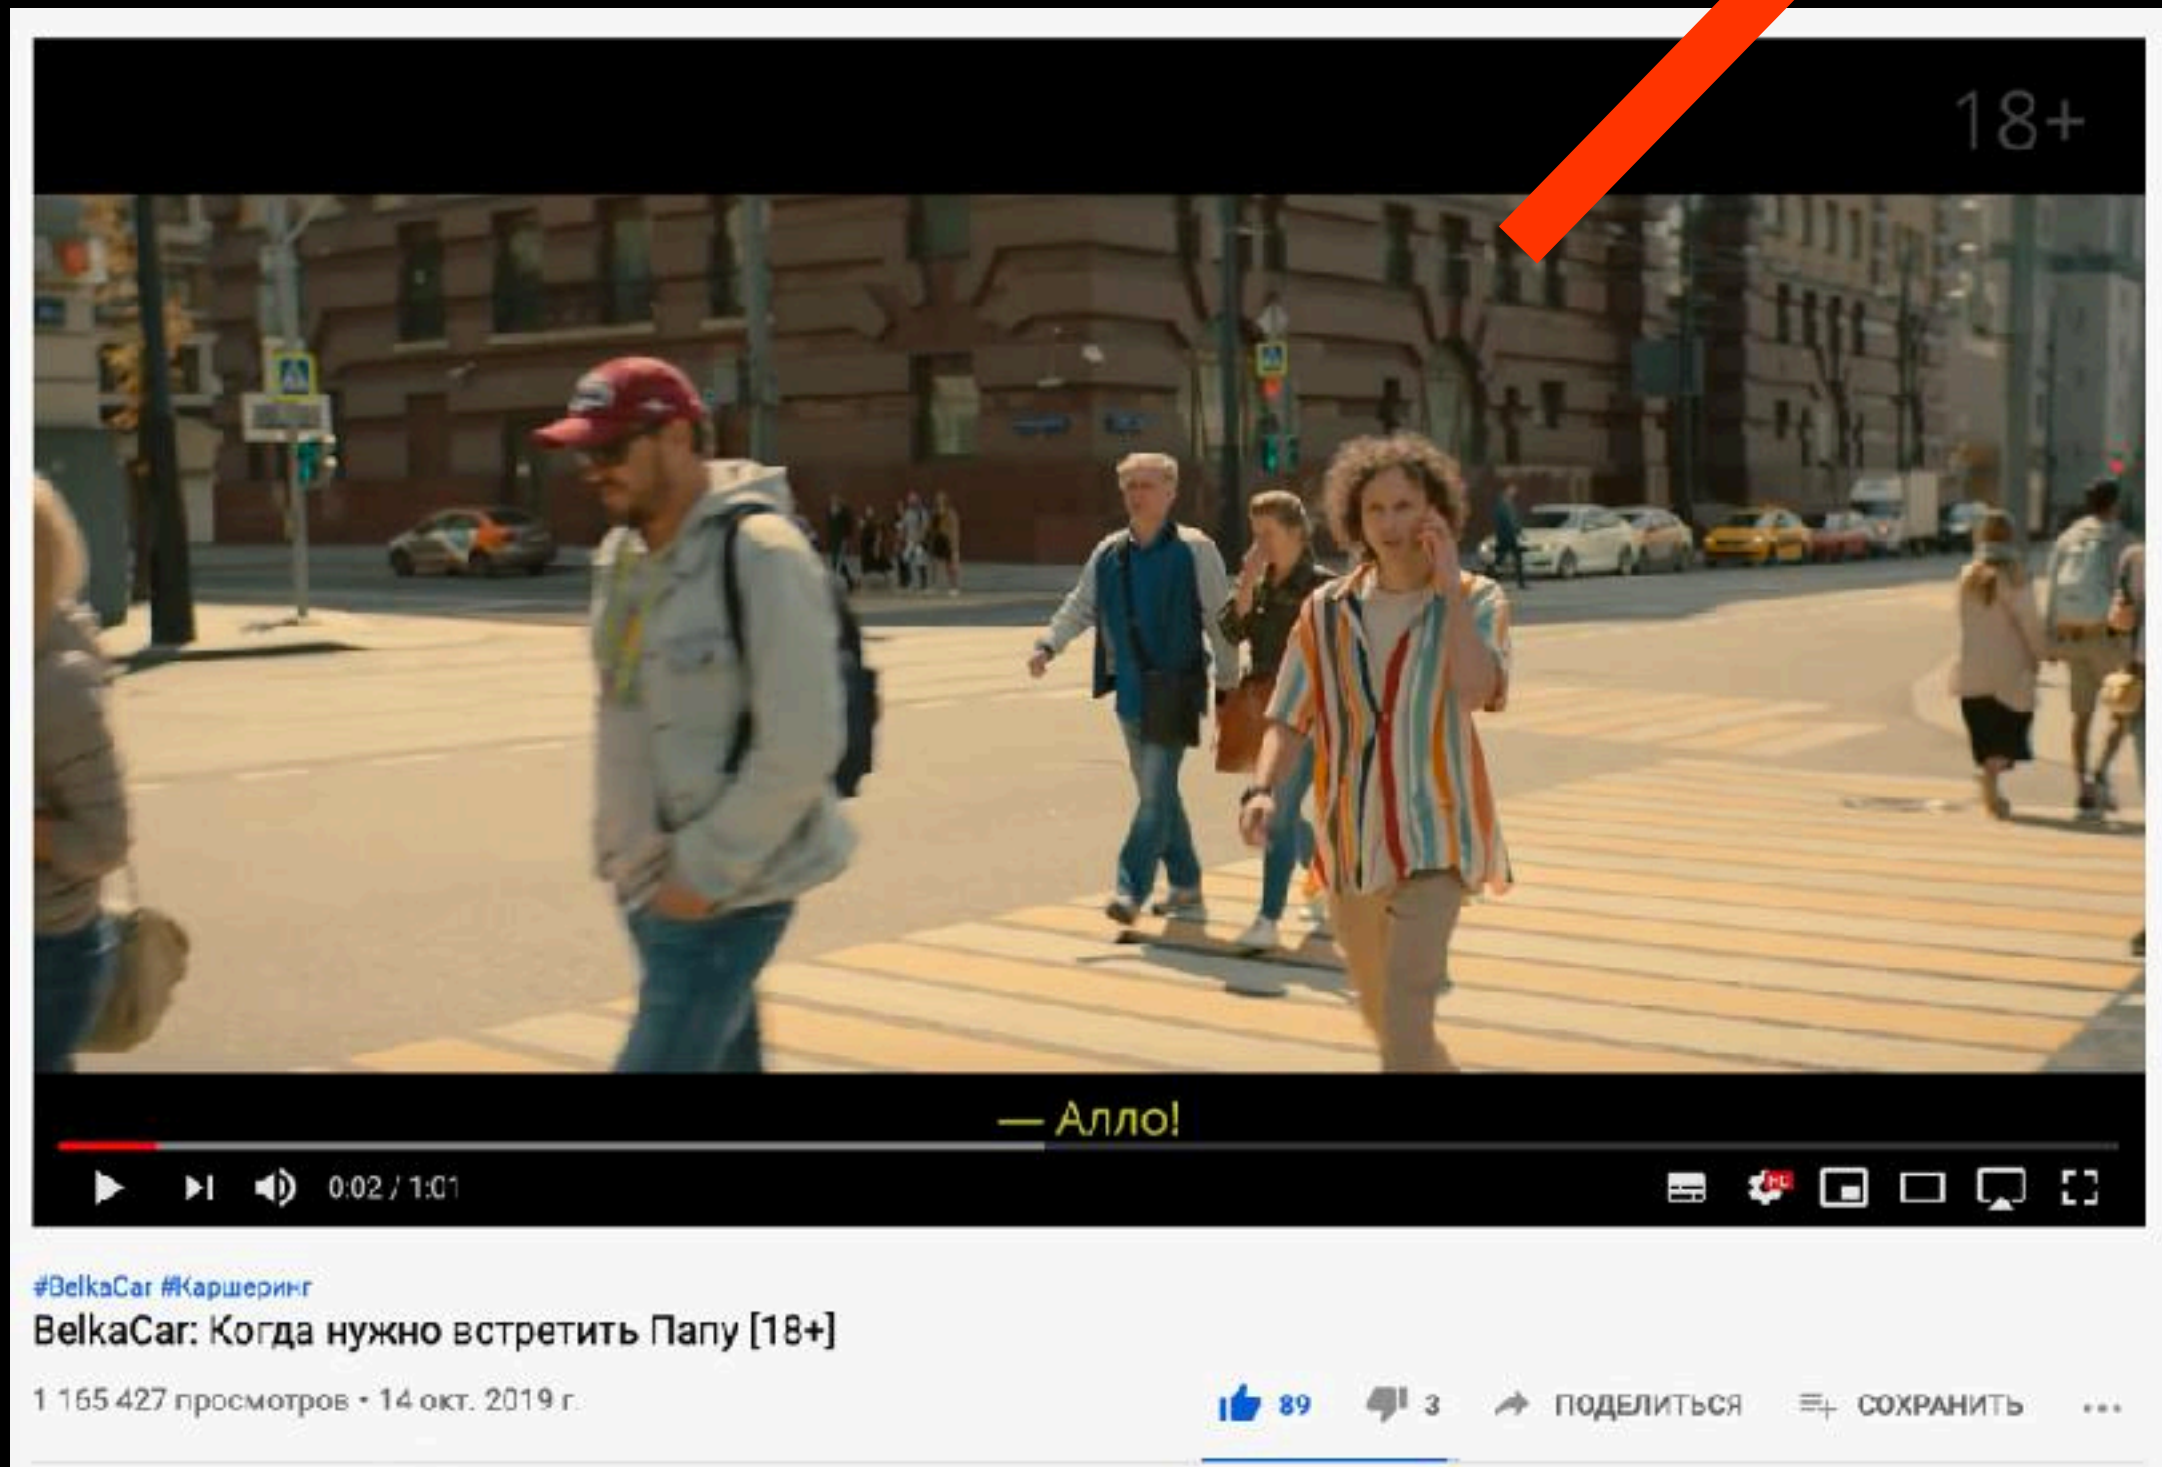 18+
— Алло!
0:02 / 1:01
HD
#BelkaCar #Каршеринг
BelkaCar: Когда нужно встретить Папу [18+]
1 165 427 просмотров • 14 окт. 2019 г.
89 3 ПОДЕЛИТЬСЯ СОХРАНИТЬ ...